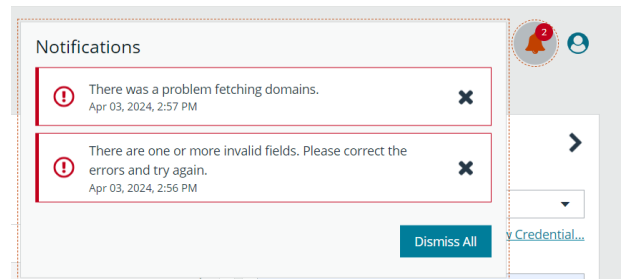 Notifications
2
There was a problem fetching domains.
Apr 03, 2024, 2:57 PM
There are one or more invalid fields. Please correct the
errors and try again.
Apr 03, 2024, 2:56 PM
Dismiss All
Credential...